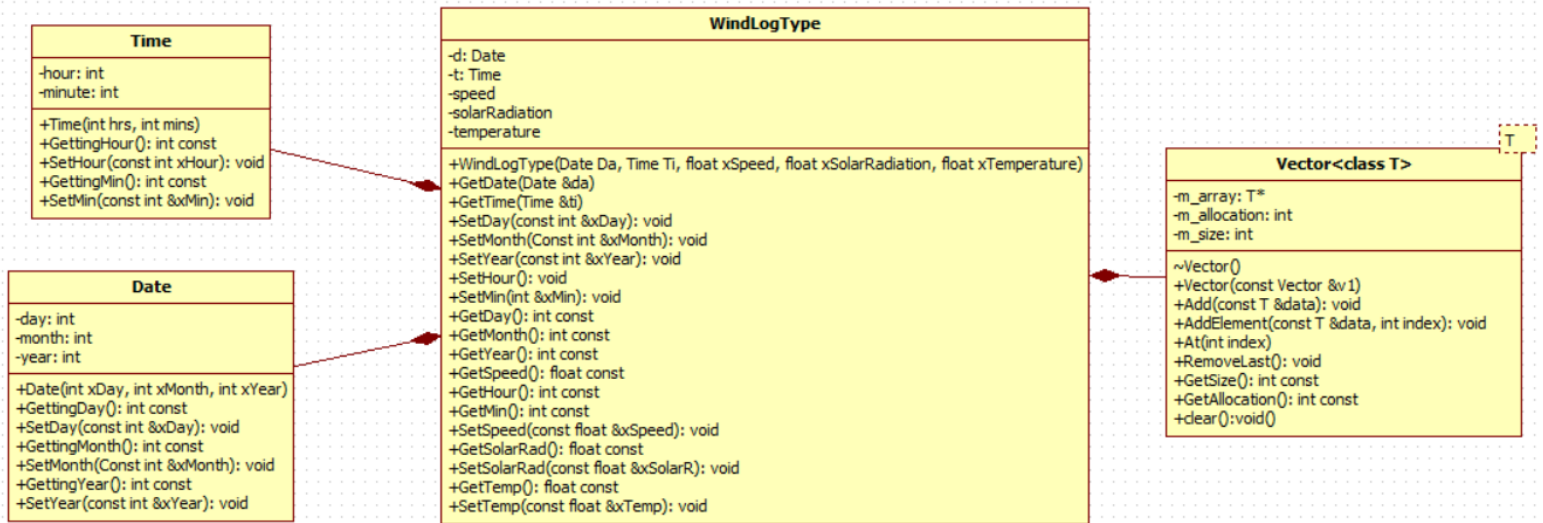 Time
-hour: int
-minute: int
+Time(int hrs, int mins)
+GettingHour(): int const
+SetHour(const int xHour): void
+GettingMin(): int const
+SetMin(const int &xMin): void
Date
-day: int
-month: int
-year: int
+Date(int xDay, int xMonth, int xYear)
+GettingDay(): int const
+SetDay(const int &xDay): void
+GettingMonth(): int const
+SetMonth(Const int &xMonth): void
+GettingYear(): int const
+SetYear(const int &xYear): void
WindLogType
-d: Date
-t: Time
-speed
-solarRadiation
-temperature
+WindLogType(Date Da, Time Ti, float xSpeed, float xSolarRadiation, float xTemperature)
+GetDate(Date &da)
+GetTime(Time &ti)
+SetDay(const int &xDay): void
+SetMonth(Const int &xMonth): void
+SetYear(const int &xYear): void
+SetHour(): void
+SetMin(int &xMin): void
+GetDay(): int const
+GetMonth(): int const
+GetYear(): int const
+GetSpeed(): float const
+GetHour(): int const
+GetMin(): int const
+SetSpeed(const float &xSpeed): void
+GetSolarRad(): float const
+SetSolarRad(const float &xSolarR): void
+GetTemp(): float const
+SetTemp(const float &xTemp): void
T
Vector<class T>
-m_array: T*
-m_allocation: int
-m_size: int
~Vector()
+Vector(const Vector &v1)
+Add(const T &data): void
+AddElement(const T &data, int index): void
+At(int index)
+RemoveLast(): void
+GetSize(): int const
+GetAllocation(): int const
+clear():void()